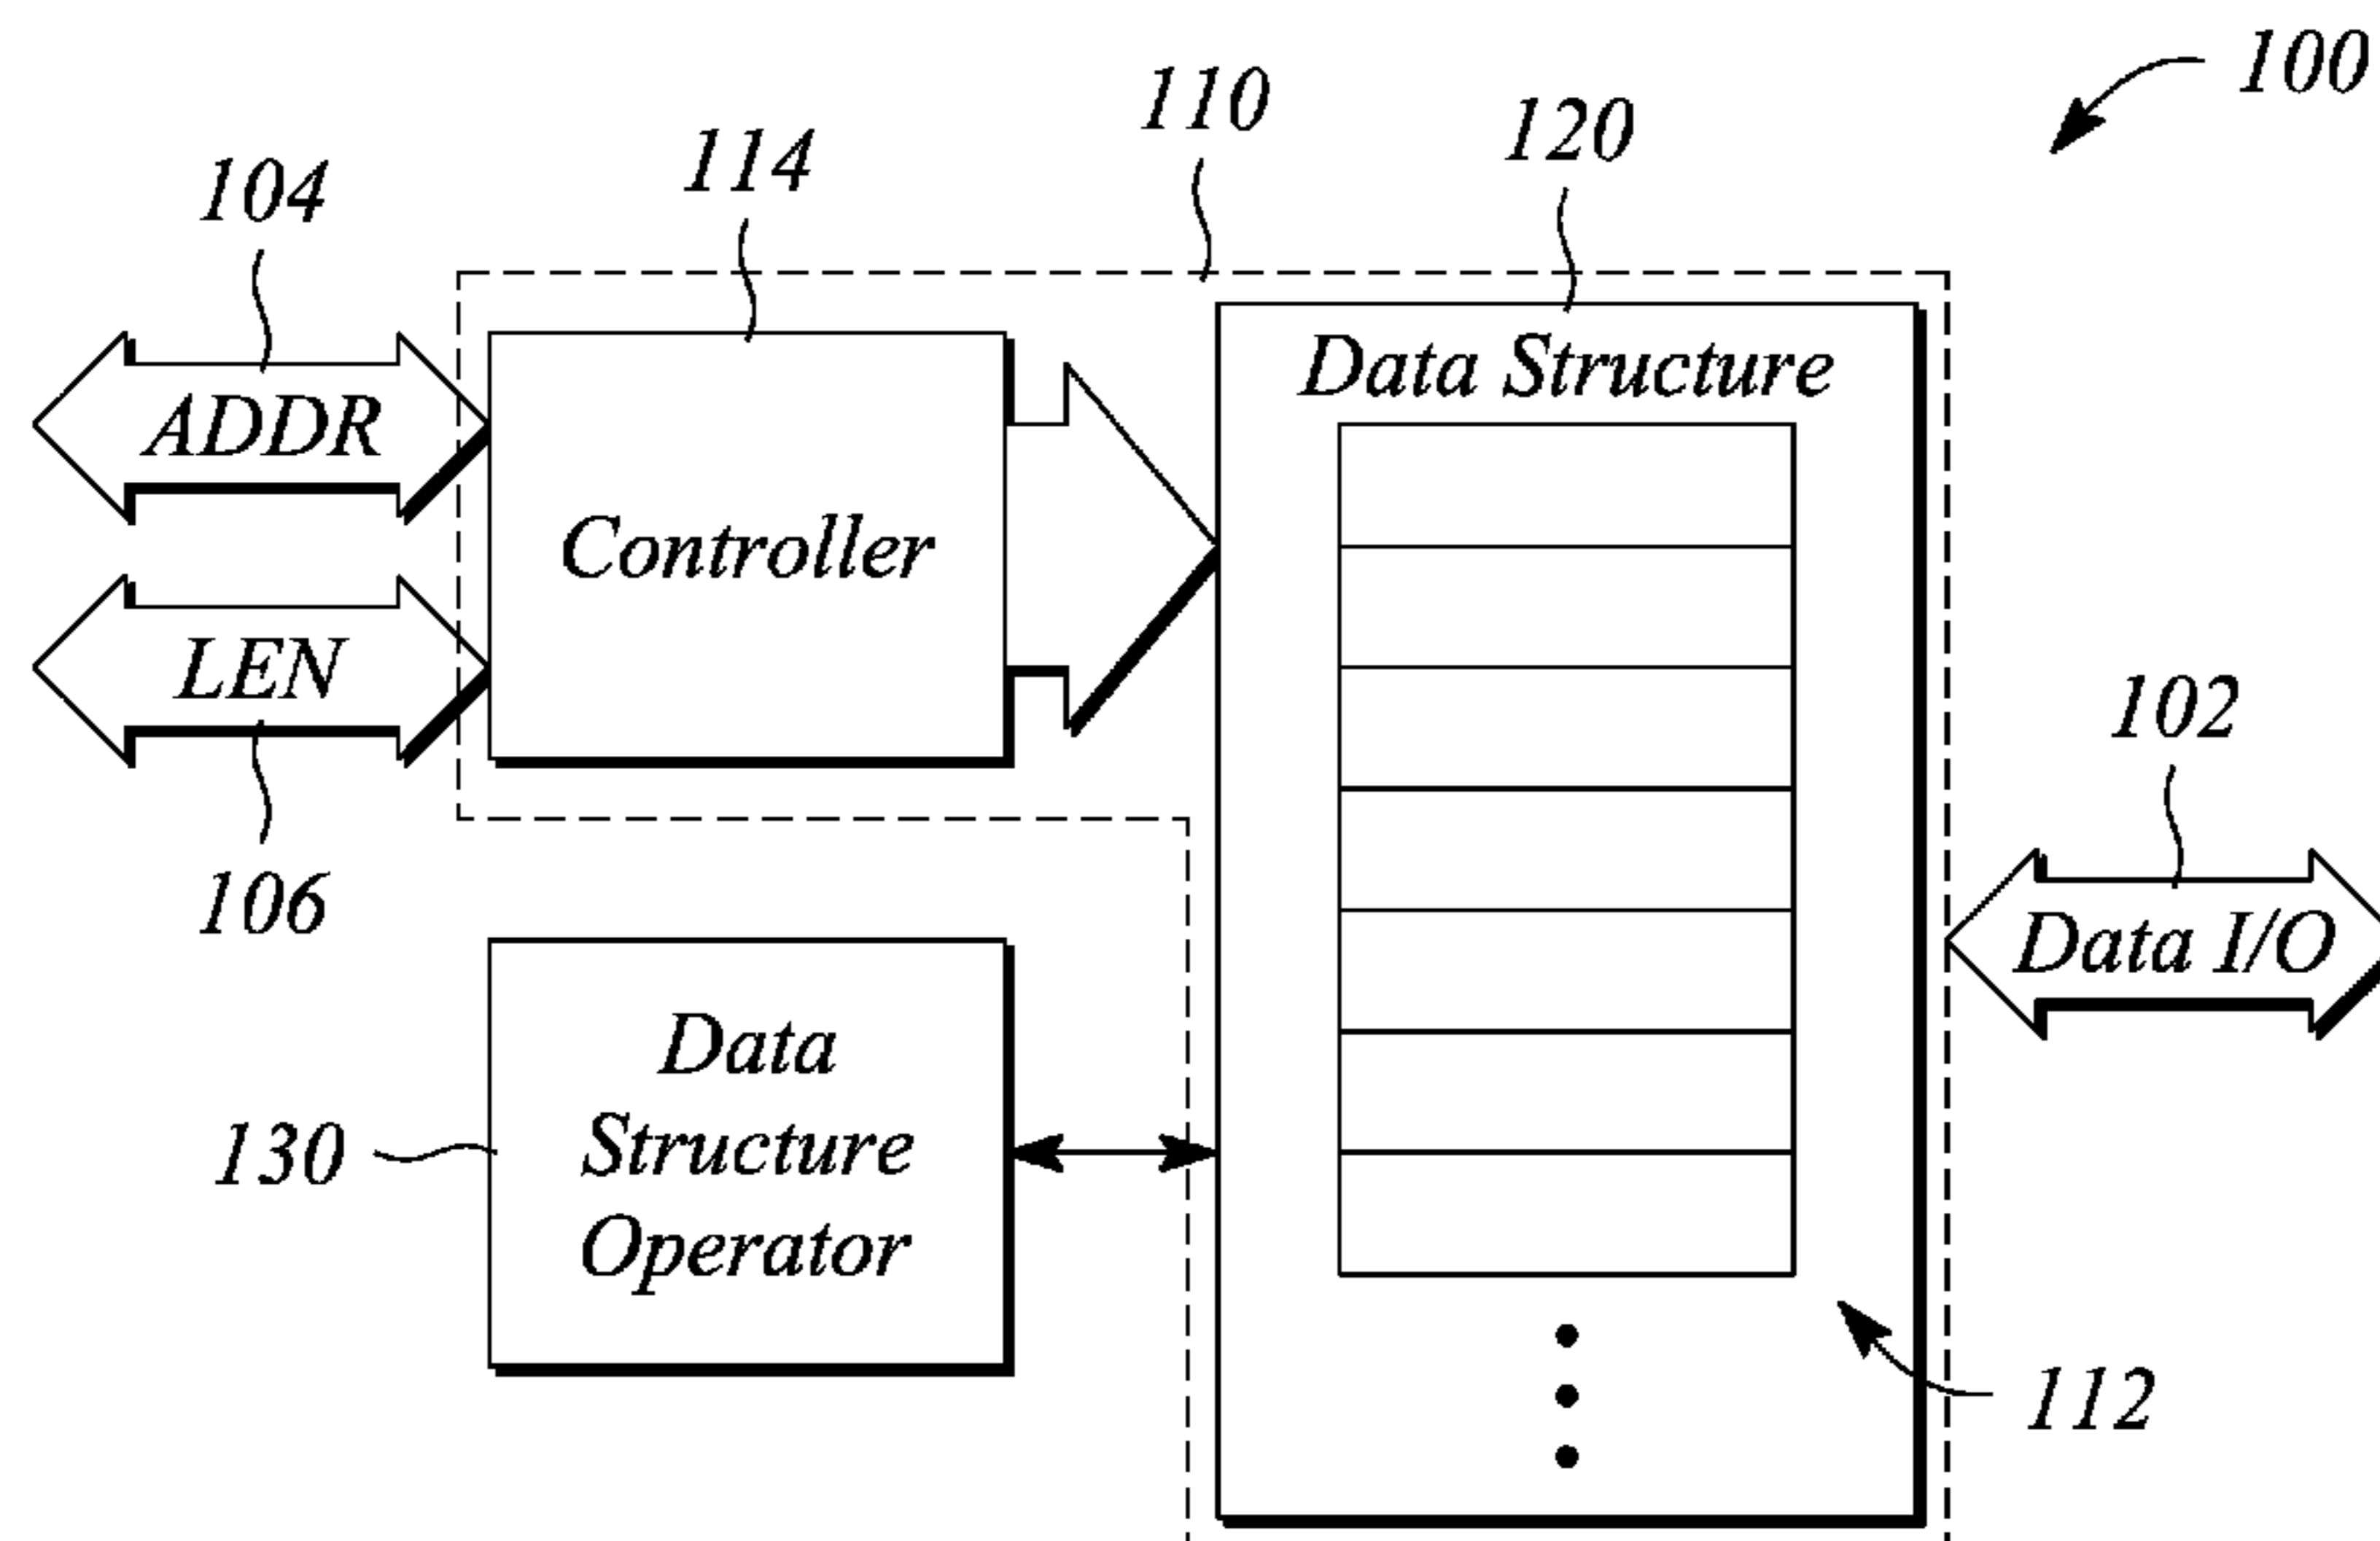 100
110
120
114
104
Data Structure
ADDR
Controller
LEN
102
106
Data I/O
Data
Structure
Operator
130
112